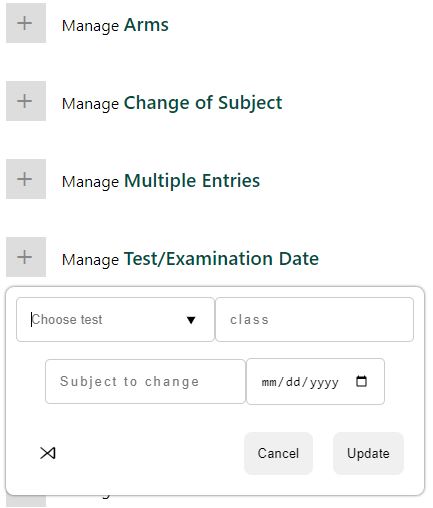 Manage Arms
Manage Change of Subject
Manage Multiple Entries
Manage Test/Examination Date
Choose test
class
Subject to change
mm/dd/yyyy
Cancel
Update